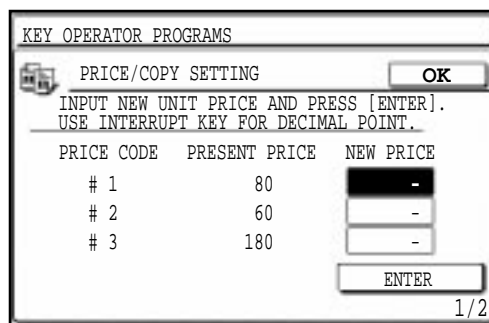 KEY OPERATOR PROGRAMS
PRICE/COPY SETTING OK
INPUT NEW UNIT PRICE AND PRESS [ENTER].
USE INTERRUPT KEY FOR DECIMAL POINT.
PRICE CODE PRESENT PRICE NEW PRICE
# 1 80 -
# 2 60 -
# 3 180 -
ENTER
1/2